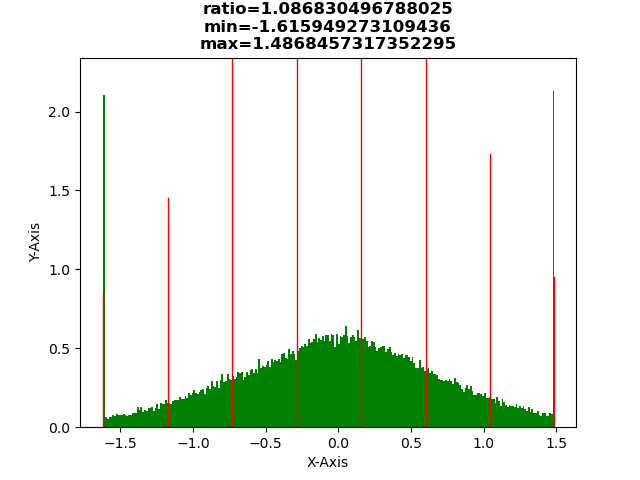 ratio=1.086830496788025
min=-1.615949273109436
max=1.4868457317352295
2.0
1.5
1.0
0.5
0.0
Y-Axis
−1.5 −1.0 −0.5 0.0 0.5 1.0 1.5
X-Axis